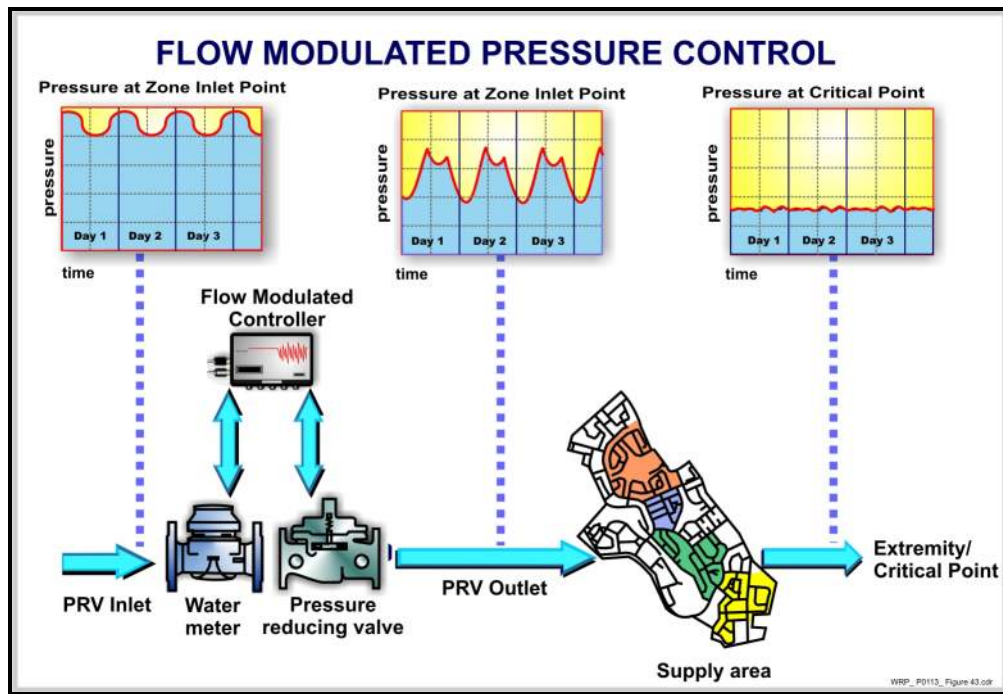 FLOW MODULATED PRESSURE CONTROL
Pressure at Zone Inlet Point
pressure
Day 1 Day 2 Day 3
time
Pressure at Zone Inlet Point
pressure
Day 1 Day 2 Day 3
time
Pressure at Critical Point
pressure
Day 1 Day 2 Day 3
time
Flow Modulated
Controller
PRV Inlet
Water
meter
Pressure
reducing valve
PRV Outlet
Supply area
Extremity/
Critical Point
WRP_ P0113_ Figure 43.cdr